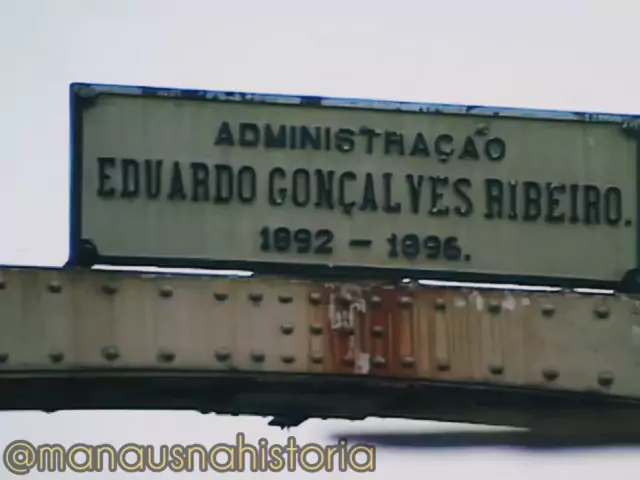 ADMINISTRAÇÃO
EDUARDO GONÇALVES RIBEIRO.
1892 - 1896.
@manausnahistoria